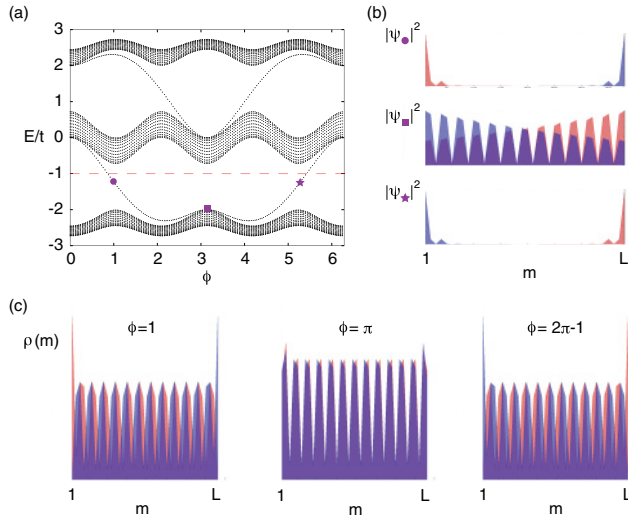 (a)
3
2
1
E/t 0
-1
-2
-3
0 1 2 3 4 5 6
ϕ
(b)
|ψ●|²
|ψ■|²
|ψ★|²
1 m L
(c)
ρ(m)
ϕ=1 ϕ= π ϕ= 2π-1
1 m L 1 m L 1 m L